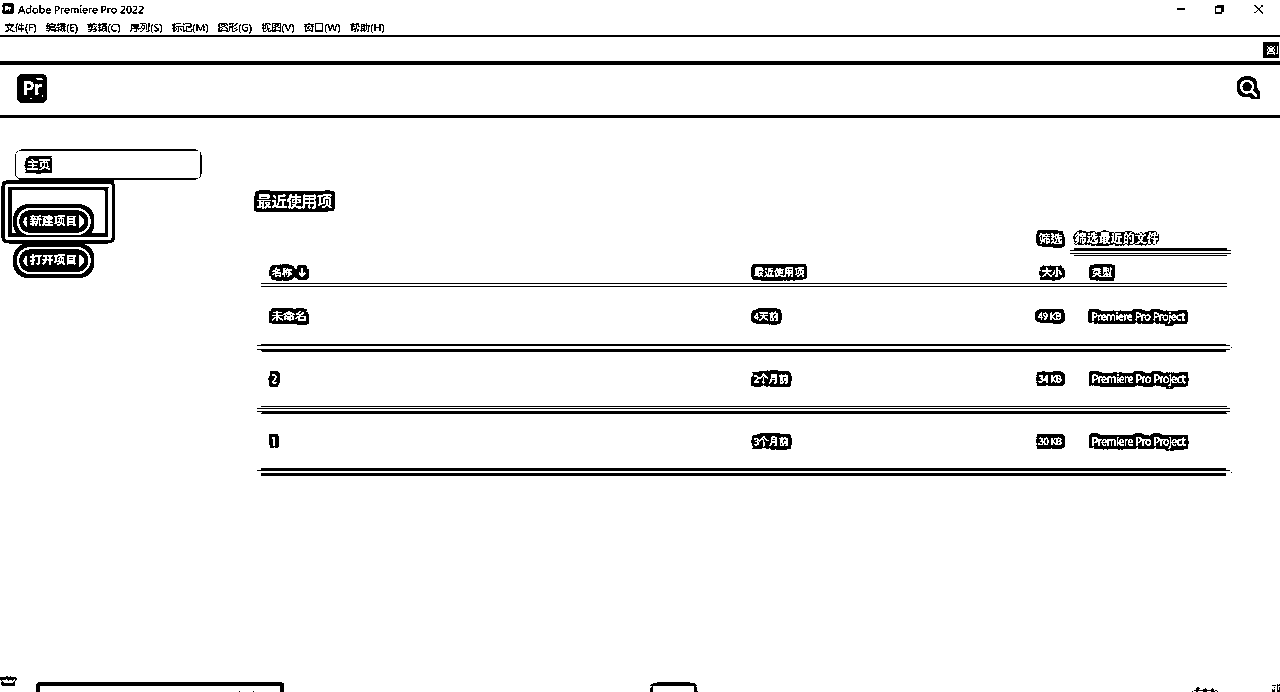 Adobe Premiere Pro 2022
文件(F) 编辑(E) 剪辑(C) 序列(S) 标记(M) 图形(G) 视图(V) 窗口(W) 帮助(H)
Pr
主页
新建项目
打开项目
最近使用项
筛选 筛选最近的文件
名称 ↓ 最近使用项 大小 类型
未命名 4天前 49 KB Premiere Pro Project
2 2个月前 34 KB Premiere Pro Project
1 3个月前 30 KB Premiere Pro Project